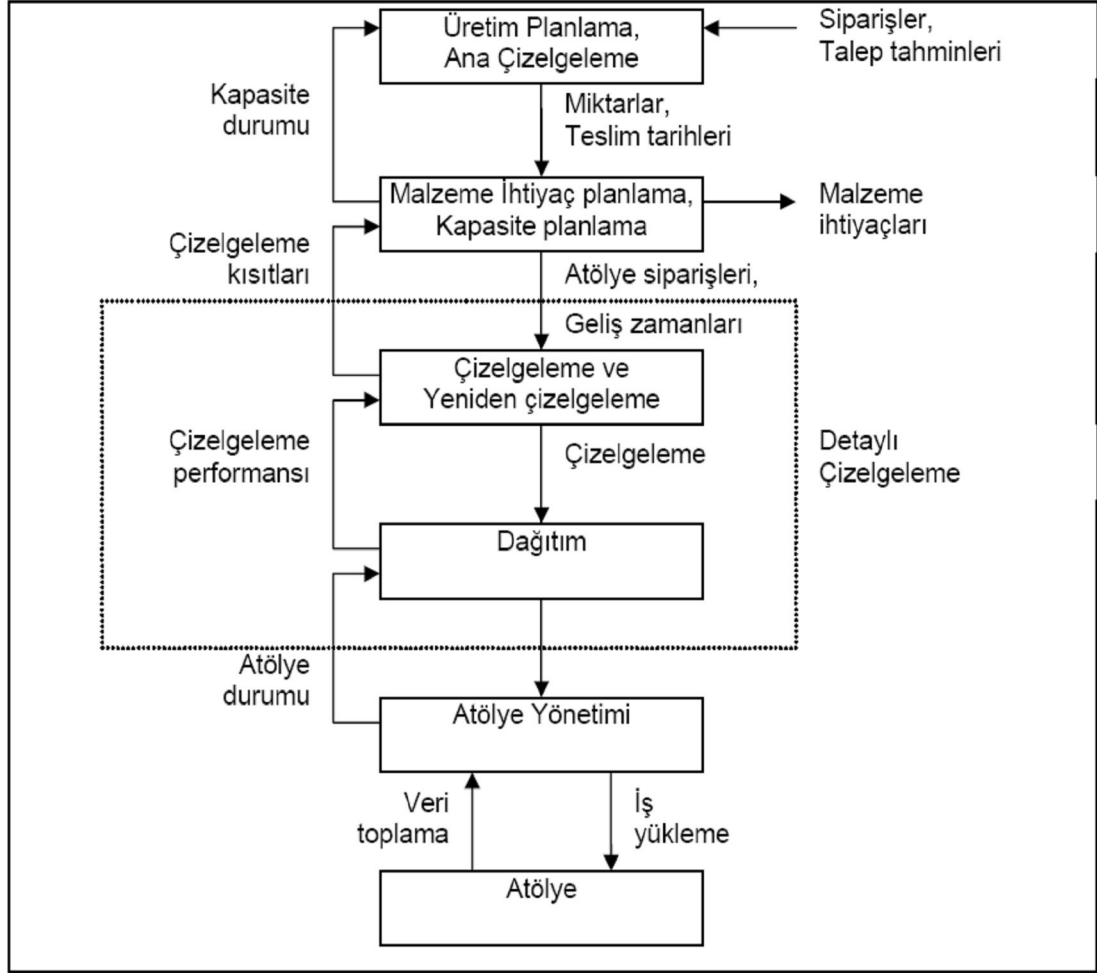 Üretim Planlama,
Ana Çizelgeleme
Siparişler,
Talep tahminleri
Kapasite
durumu
Miktarlar,
Teslim tarihleri
Malzeme İhtiyaç planlama,
Kapasite planlama
Malzeme
ihtiyaçları
Çizelgeleme
kısıtları
Atölye siparişleri,
Geliş zamanları
Çizelgeleme ve
Yeniden çizelgeleme
Çizelgeleme
performansı
Çizelgeleme
Detaylı
Çizelgeleme
Dağıtım
Atölye
durumu
Atölye Yönetimi
Veri
toplama
İş
yükleme
Atölye